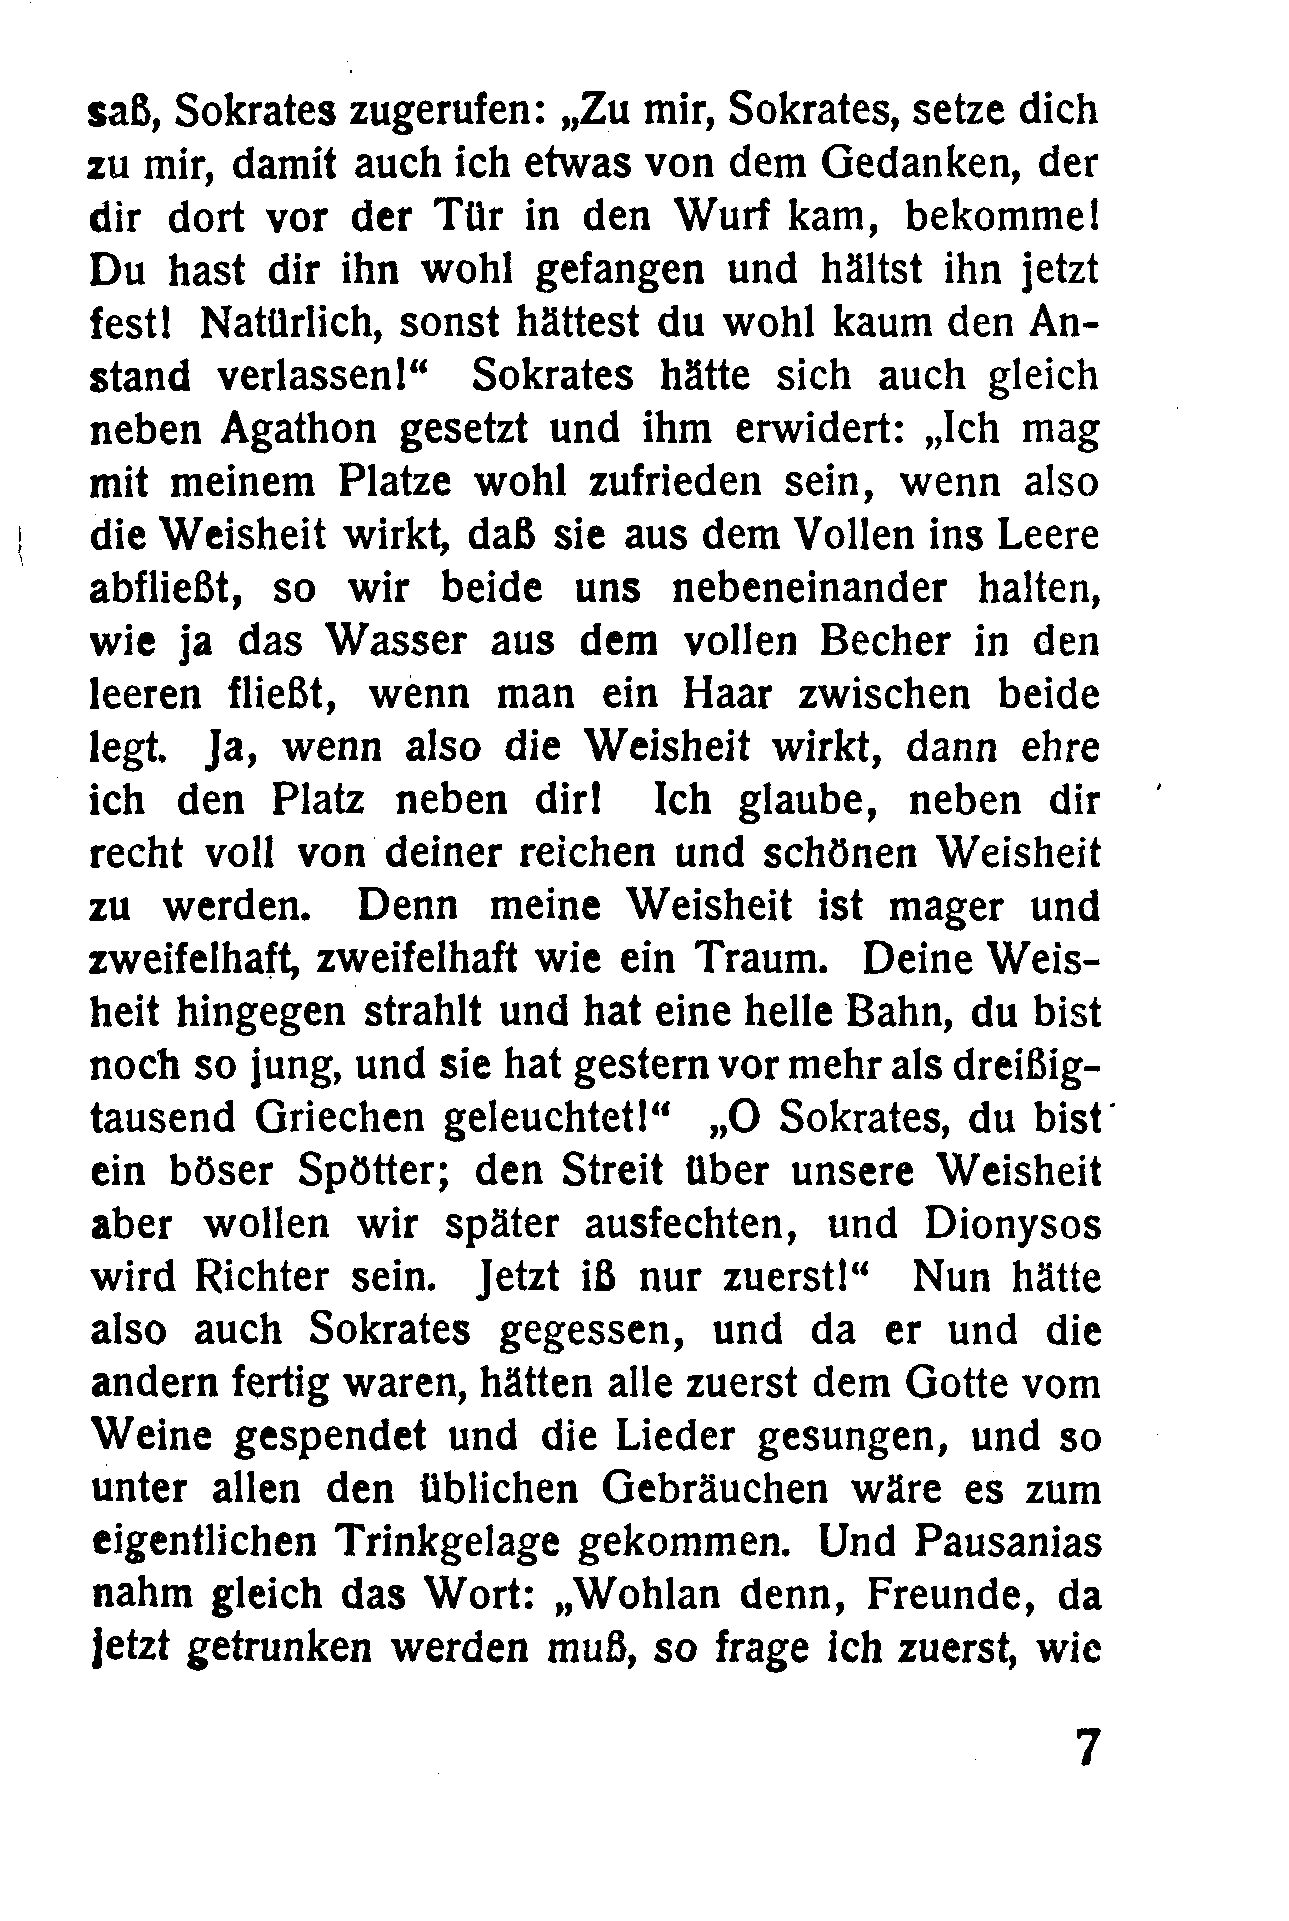 saß, Sokrates zugerufen: „Zu mir, Sokrates, setze dich
zu mir, damit auch ich etwas von dem Gedanken, der
dir dort vor der Tür in den Wurf kam, bekomme!
Du hast dir ihn wohl gefangen und hältst ihn jetzt
fest! Natürlich, sonst hättest du wohl kaum den An-
stand verlassen!“ Sokrates hätte sich auch gleich
neben Agathon gesetzt und ihm erwidert: „Ich mag
mit meinem Platze wohl zufrieden sein, wenn also
die Weisheit wirkt, daß sie aus dem Vollen ins Leere
abfließt, so wir beide uns nebeneinander halten,
wie ja das Wasser aus dem vollen Becher in den
leeren fließt, wenn man ein Haar zwischen beide
legt. Ja, wenn also die Weisheit wirkt, dann ehre
ich den Platz neben dir! Ich glaube, neben dir
recht voll von deiner reichen und schönen Weisheit
zu werden. Denn meine Weisheit ist mager und
zweifelhaft, zweifelhaft wie ein Traum. Deine Weis-
heit hingegen strahlt und hat eine helle Bahn, du bist
noch so jung, und sie hat gestern vor mehr als dreißig-
tausend Griechen geleuchtet!“ „O Sokrates, du bist
ein böser Spötter; den Streit über unsere Weisheit
aber wollen wir später ausfechten, und Dionysos
wird Richter sein. Jetzt iß nur zuerst!“ Nun hätte
also auch Sokrates gegessen, und da er und die
andern fertig waren, hätten alle zuerst dem Gotte vom
Weine gespendet und die Lieder gesungen, und so
unter allen den üblichen Gebräuchen wäre es zum
eigentlichen Trinkgelage gekommen. Und Pausanias
nahm gleich das Wort: „Wohlan denn, Freunde, da
jetzt getrunken werden muß, so frage ich zuerst, wie
7